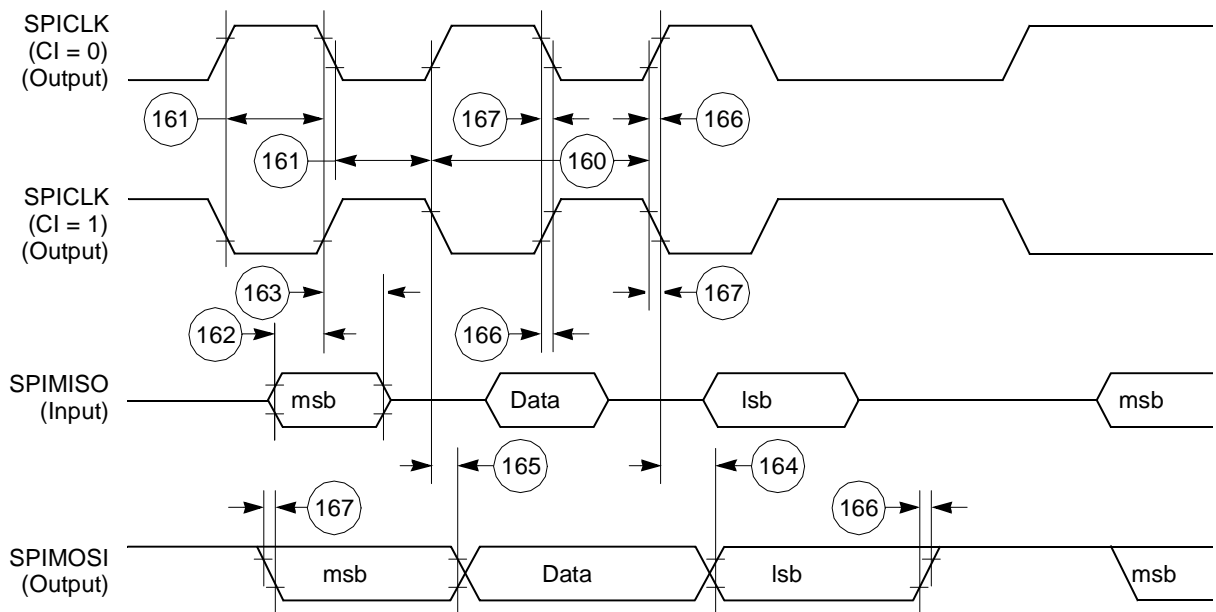 SPICLK
(CI = 0)
(Output)
161
167
166
161
160
SPICLK
(CI = 1)
(Output)
163
167
162
166
SPIMISO
(Input)
msb
Data
lsb
msb
165
164
167
166
SPIMOSI
(Output)
msb
Data
lsb
msb